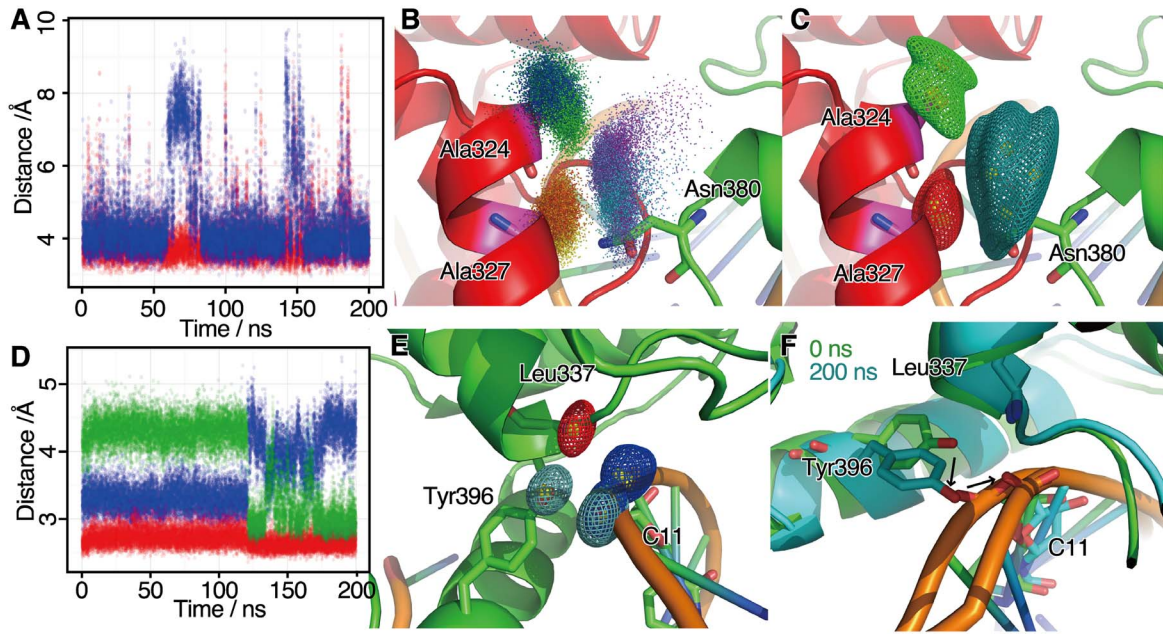 A
Distance /Å
10
8
6
4
0 50 100 150 200
Time / ns
B
Ala324
Asn380
Ala327
C
Ala324
Asn380
Ala327
D
Distance /Å
5
4
3
0 50 100 150 200
Time / ns
E
Leu337
Tyr396
C11
F
0 ns
200 ns
Leu337
Tyr396
C11